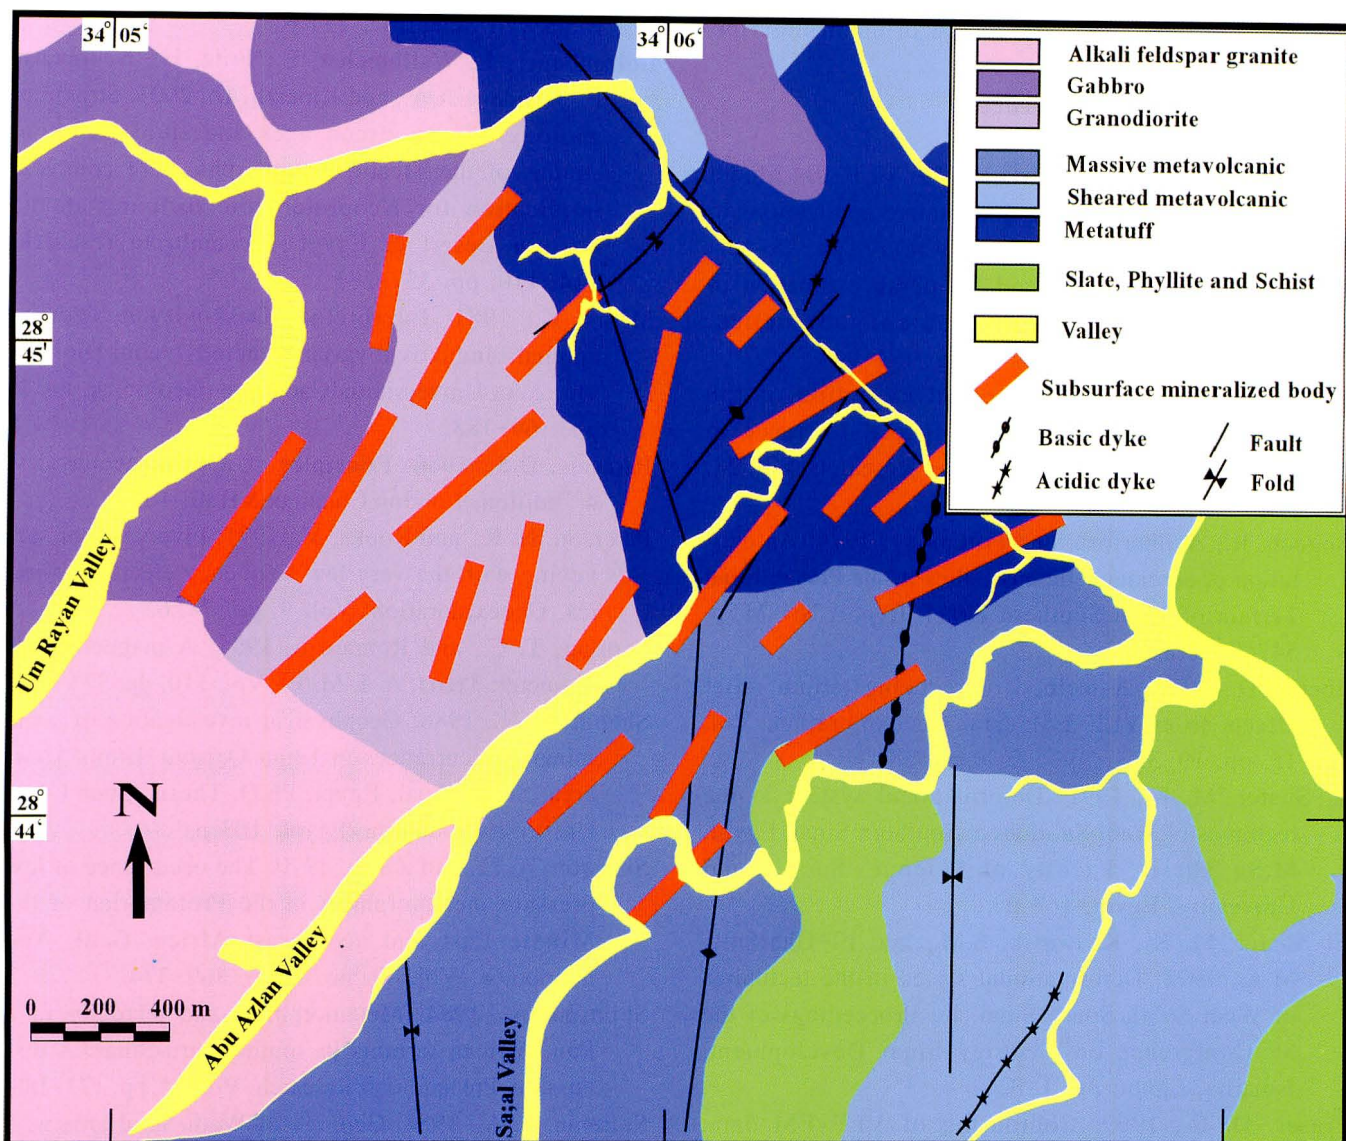 34° 05‘
34° 06‘
28°
45'
28°
44‘
Alkali feldspar granite
Gabbro
Granodiorite
Massive metavolcanic
Sheared metavolcanic
Metatuff
Slate, Phyllite and Schist
Valley
Subsurface mineralized body
Basic dyke
Fault
Acidic dyke
Fold
Um Rayan Valley
N
0 200 400 m
Abu Azlan Valley
Sa;al Valley